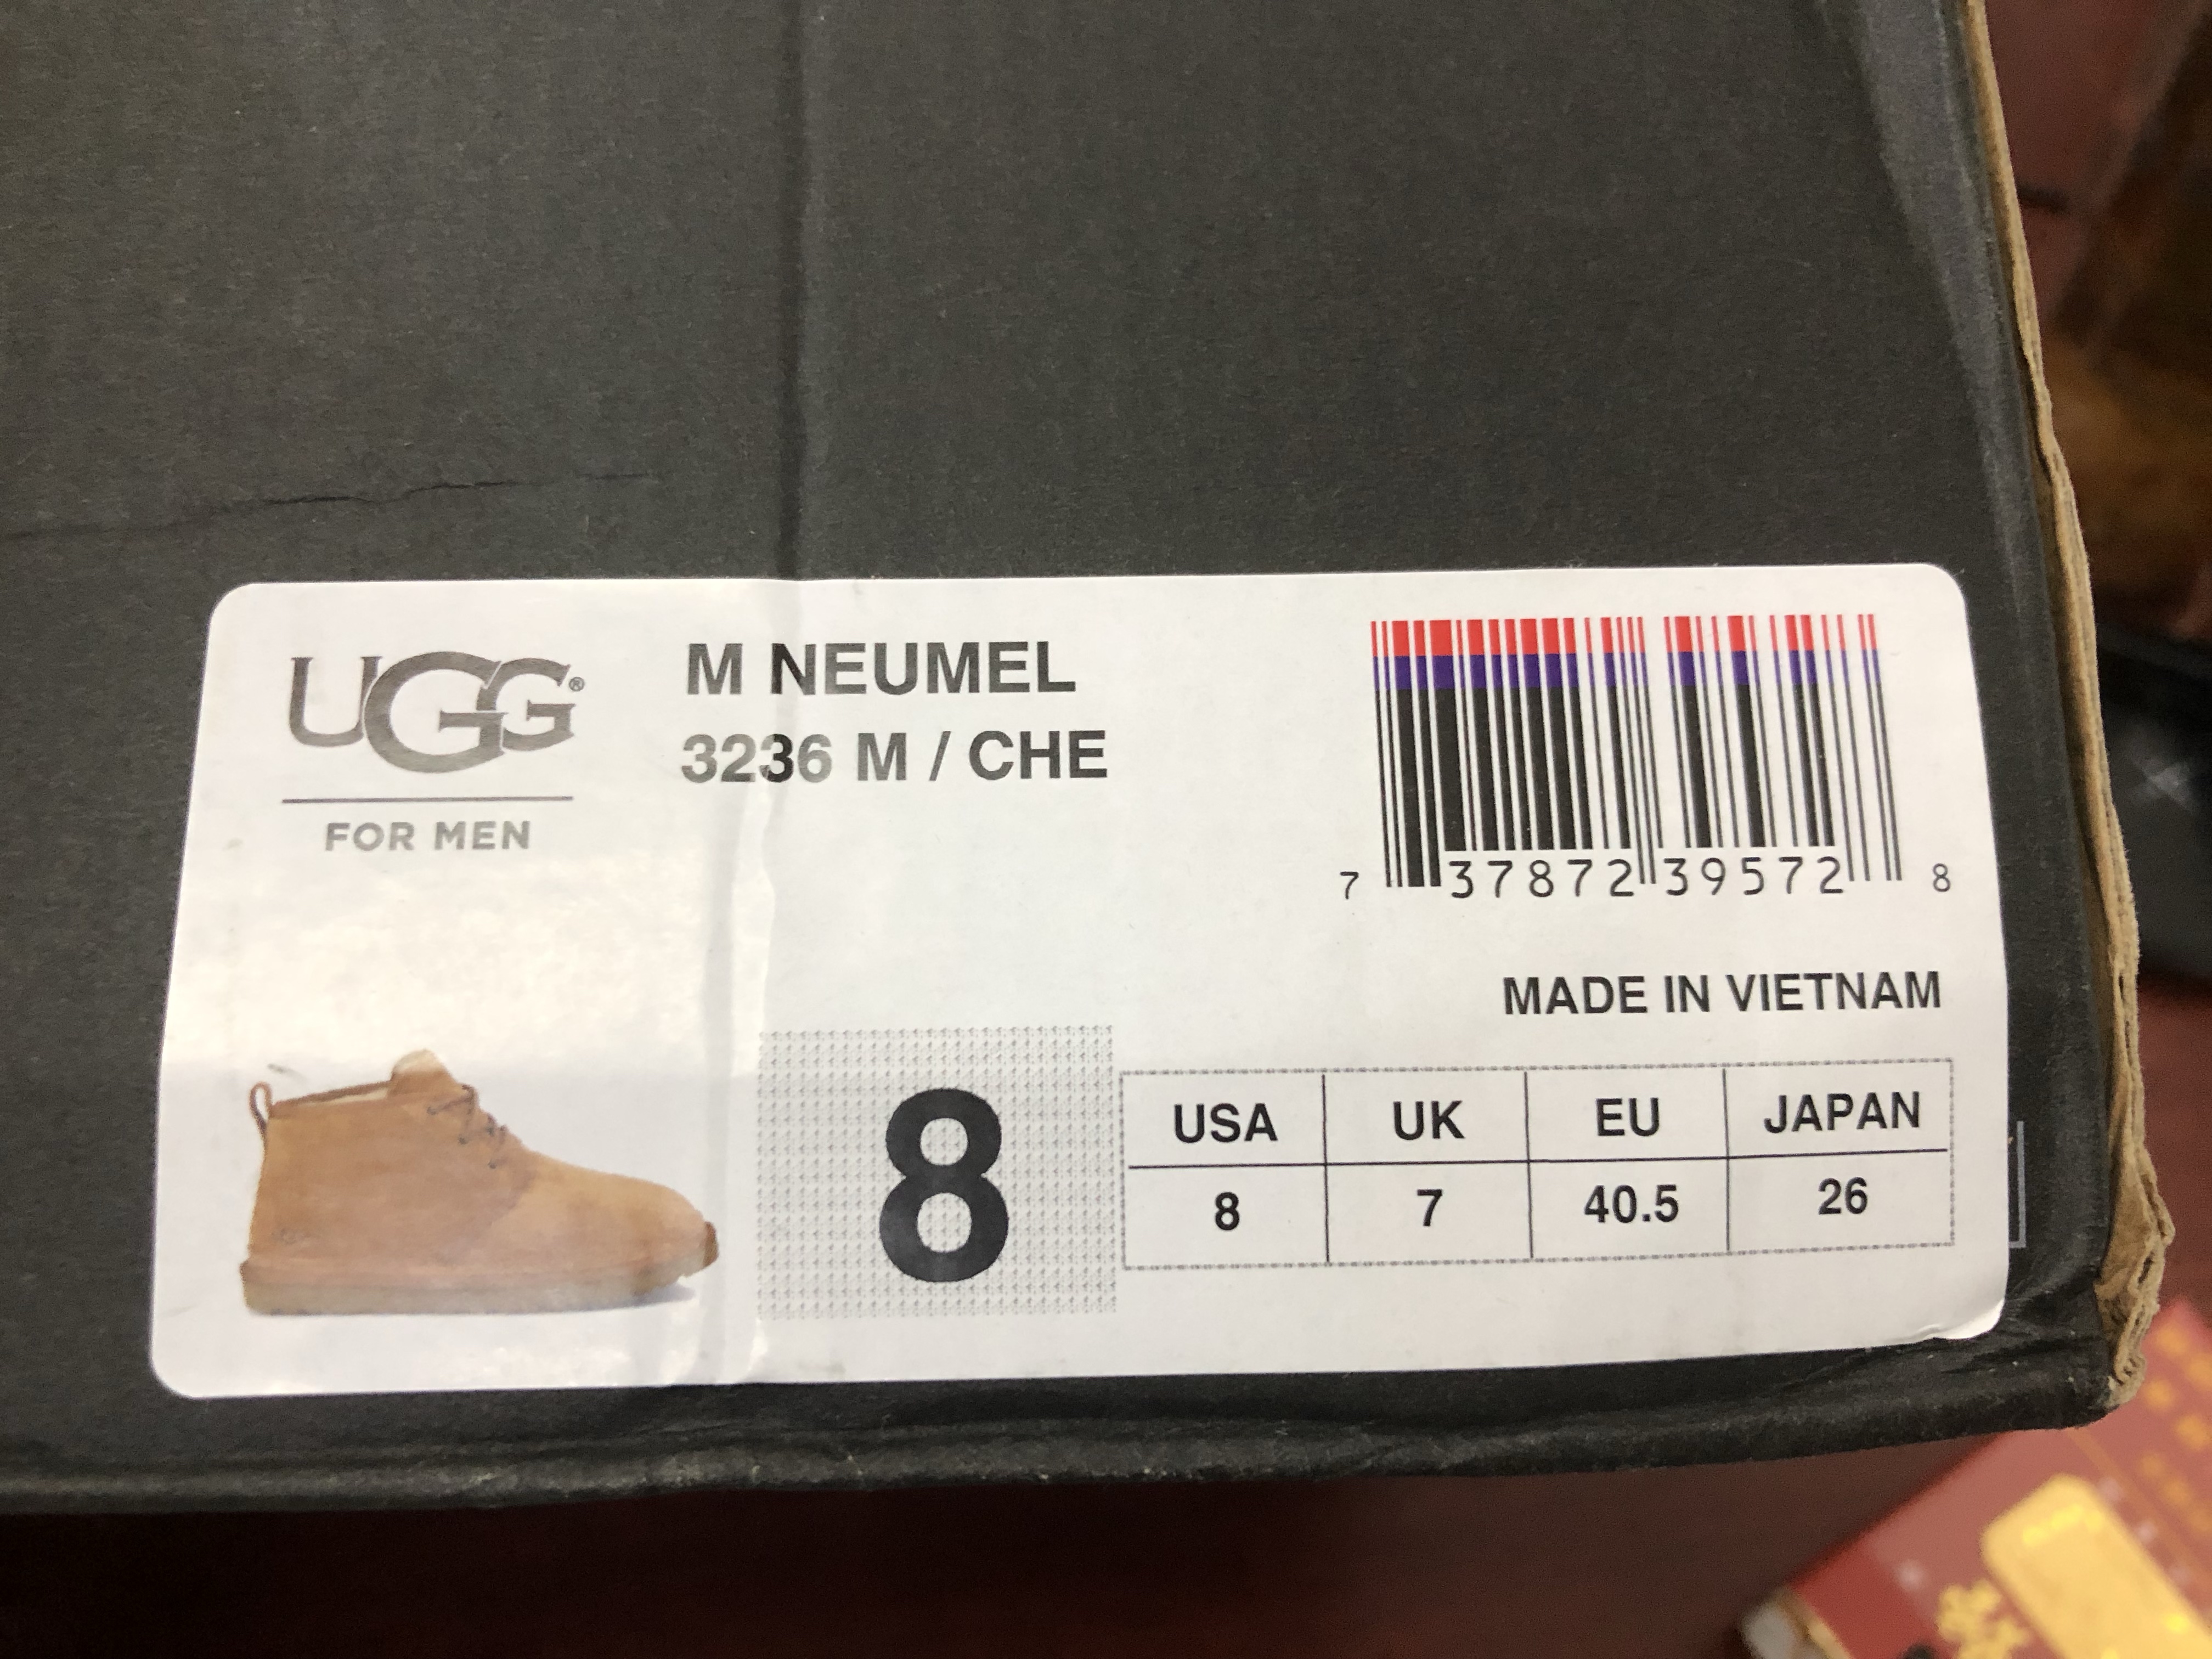 UGG®
FOR MEN
M NEUMEL
3236 M / CHE
7 37872 39572 8
MADE IN VIETNAM
8
USA UK EU JAPAN
8 7 40.5 26